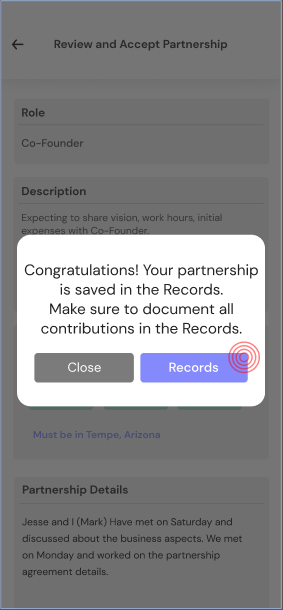 Review and Accept Partnership
Role
Co-Founder
Description
Expecting to share vision, work hours, initial
expenses with Co-Founder.
Congratulations! Your partnership
is saved in the Records.
Make sure to document all
contributions in the Records.
Close
Records
Must be in Tempe, Arizona
Partnership Details
Jesse and I (Mark) Have met on Saturday and
discussed about the business aspects. We met
on Monday and worked on the partnership
agreement details.